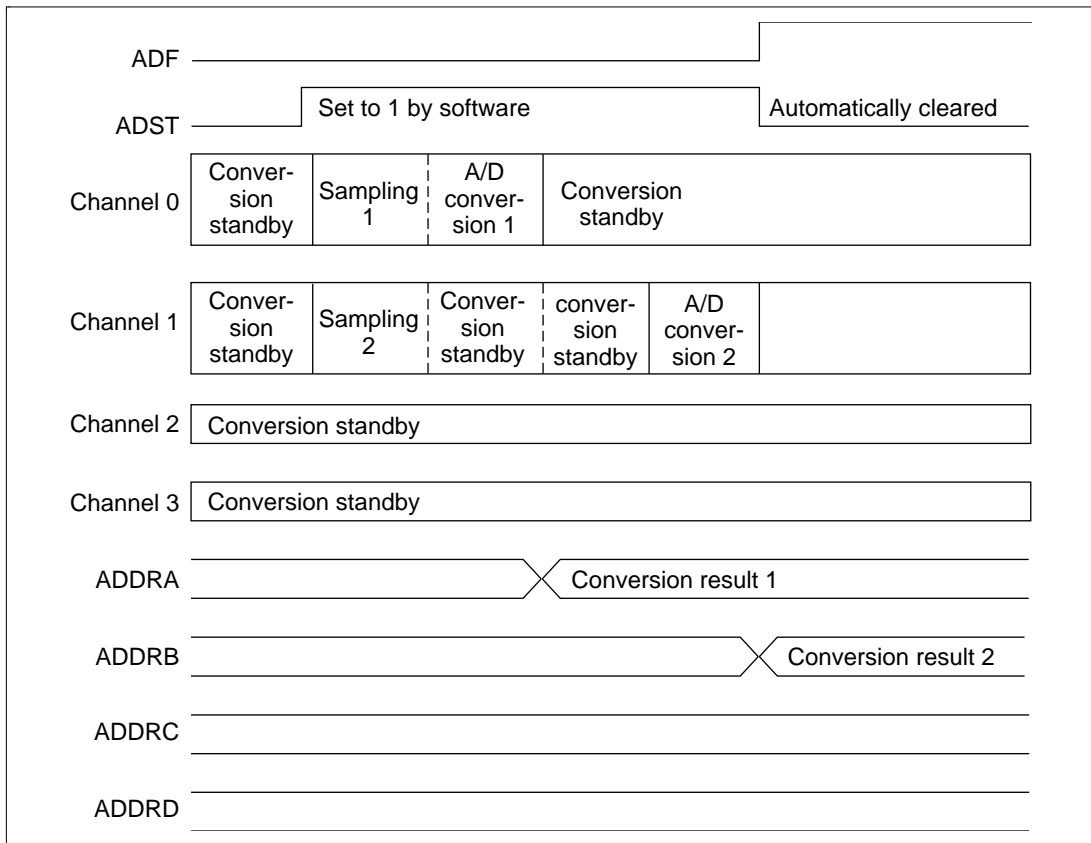 ADF
ADST
Set to 1 by software
Automatically cleared
Channel 0
Conver-
sion
standby
Sampling
1
A/D
conver-
sion 1
Conversion
standby
Channel 1
Conver-
sion
standby
Sampling
2
Conver-
sion
standby
conver-
sion
standby
A/D
conver-
sion 2
Channel 2
Conversion standby
Channel 3
Conversion standby
ADDRA
Conversion result 1
ADDRB
Conversion result 2
ADDRC
ADDRD